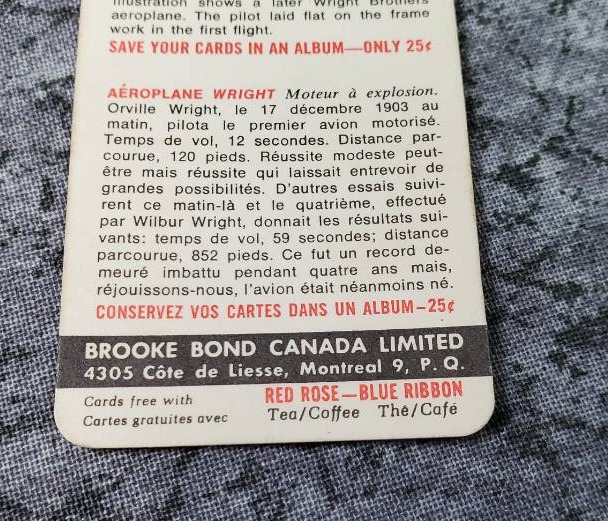 illustration shows a later Wright Brothers
aeroplane. The pilot laid flat on the frame
work in the first flight.
SAVE YOUR CARDS IN AN ALBUM—ONLY 25¢
AÉROPLANE WRIGHT Moteur à explosion.
Orville Wright, le 17 décembre 1903 au
matin, pilota le premier avion motorisé.
Temps de vol, 12 secondes. Distance par-
courue, 120 pieds. Réussite modeste peut-
être mais réussite qui laissait entrevoir de
grandes possibilités. D'autres essais suivi-
rent ce matin-là et le quatrième, effectué
par Wilbur Wright, donnait les résultats sui-
vants: temps de vol, 59 secondes; distance
parcourue, 852 pieds. Ce fut un record de-
meuré imbattu pendant quatre ans mais,
réjouissons-nous, l'avion était néanmoins né.
CONSERVEZ VOS CARTES DANS UN ALBUM–25¢
BROOKE BOND CANADA LIMITED
4305 Côte de Liesse, Montreal 9, P. Q.
Cards free with RED ROSE—BLUE RIBBON
Cartes gratuites avec Tea/Coffee Thé/Café